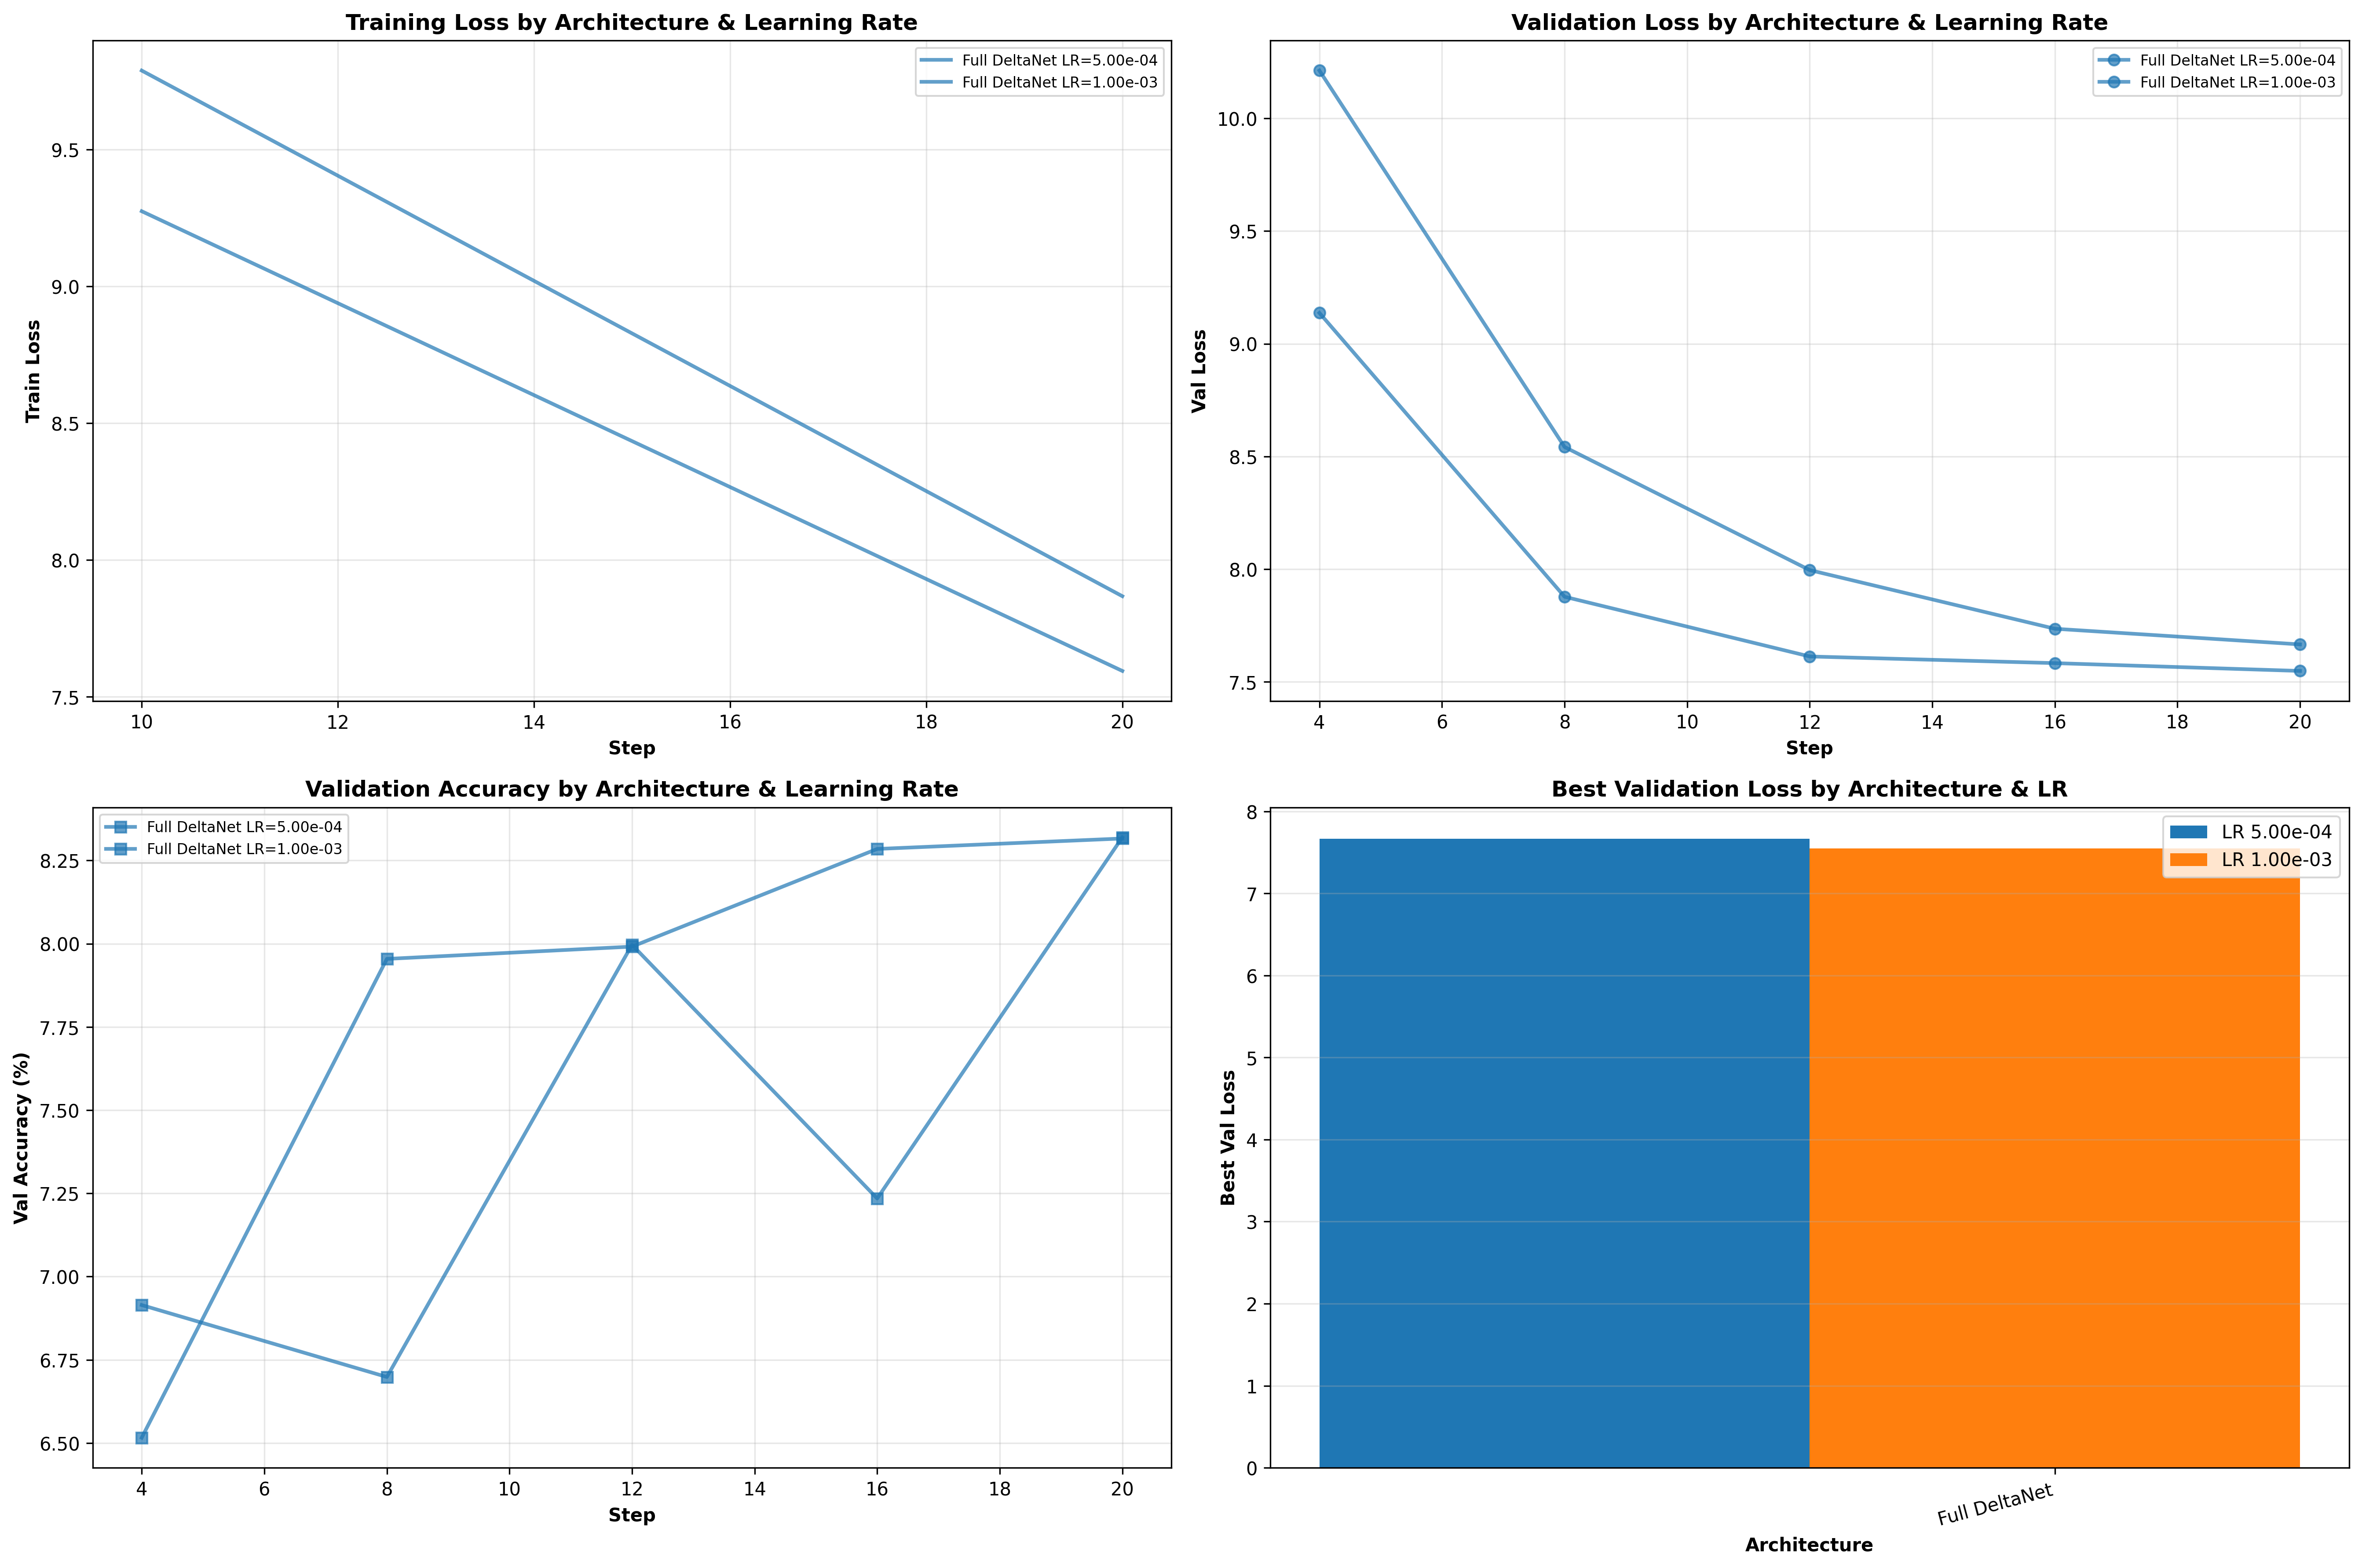 Training Loss by Architecture & Learning Rate
Full DeltaNet LR=5.00e-04
Full DeltaNet LR=1.00e-03
Train Loss
9.5
9.0
8.5
8.0
7.5
10 12 14 16 18 20
Step
Validation Loss by Architecture & Learning Rate
Full DeltaNet LR=5.00e-04
Full DeltaNet LR=1.00e-03
Val Loss
10.0
9.5
9.0
8.5
8.0
7.5
4 6 8 10 12 14 16 18 20
Step
Validation Accuracy by Architecture & Learning Rate
Full DeltaNet LR=5.00e-04
Full DeltaNet LR=1.00e-03
Val Accuracy (%)
8.25
8.00
7.75
7.50
7.25
7.00
6.75
6.50
4 6 8 10 12 14 16 18 20
Step
Best Validation Loss by Architecture & LR
LR 5.00e-04
LR 1.00e-03
Best Val Loss
8
7
6
5
4
3
2
1
0
Full DeltaNet
Architecture